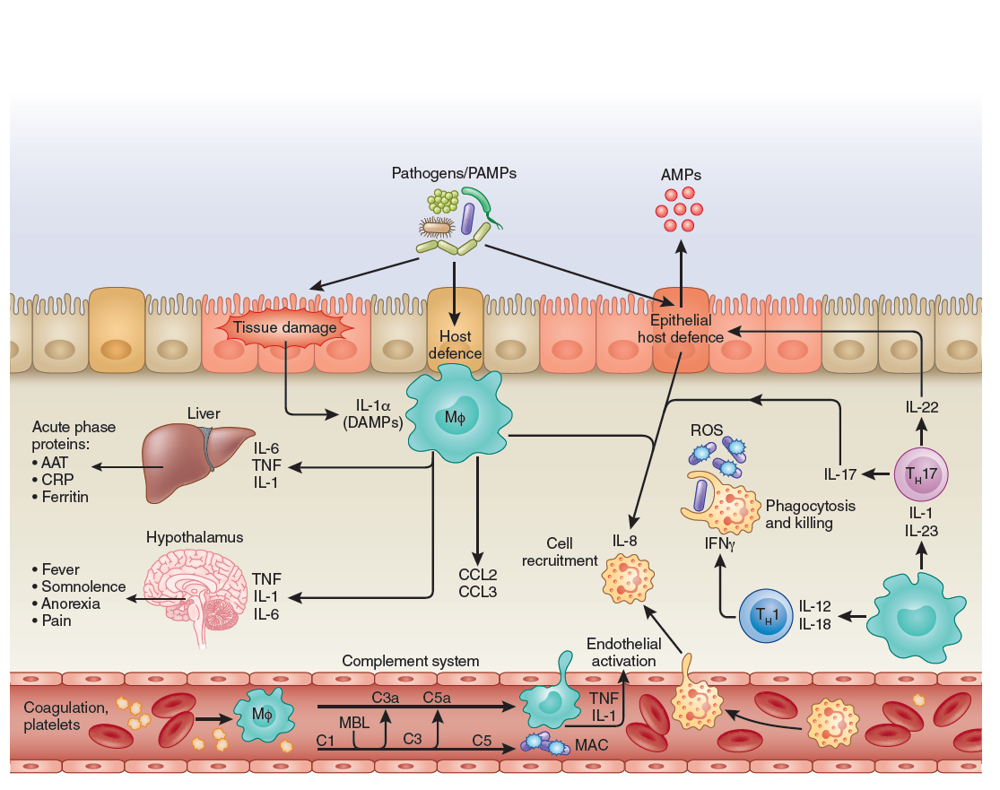 Pathogens/PAMPs
AMPs
Tissue damage
Host
defence
Epithelial
host defence
IL-1α
(DAMPs)
Mϕ
IL-22
Liver
Acute phase
proteins:
• AAT
• CRP
• Ferritin
IL-6
TNF
IL-1
ROS
IL-17
TH17
Phagocytosis
and killing
IL-1
IL-23
Hypothalamus
• Fever
• Somnolence
• Anorexia
• Pain
TNF
IL-1
IL-6
CCL2
CCL3
Cell
recruitment
IL-8
IFNγ
TH1
IL-12
IL-18
Complement system
Endothelial
activation
Coagulation,
platelets
Mϕ
C3a
C5a
MBL
C1
C3
C5
TNF
IL-1
MAC